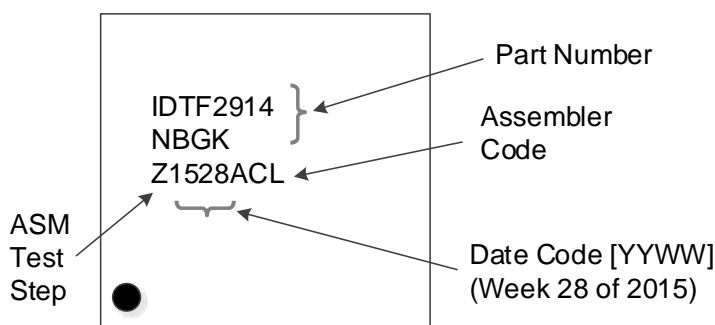 Part Number
IDTF2914
NBGK
Z1528ACL
Assembler
Code
ASM
Test
Step
Date Code [YYWW]
(Week 28 of 2015)